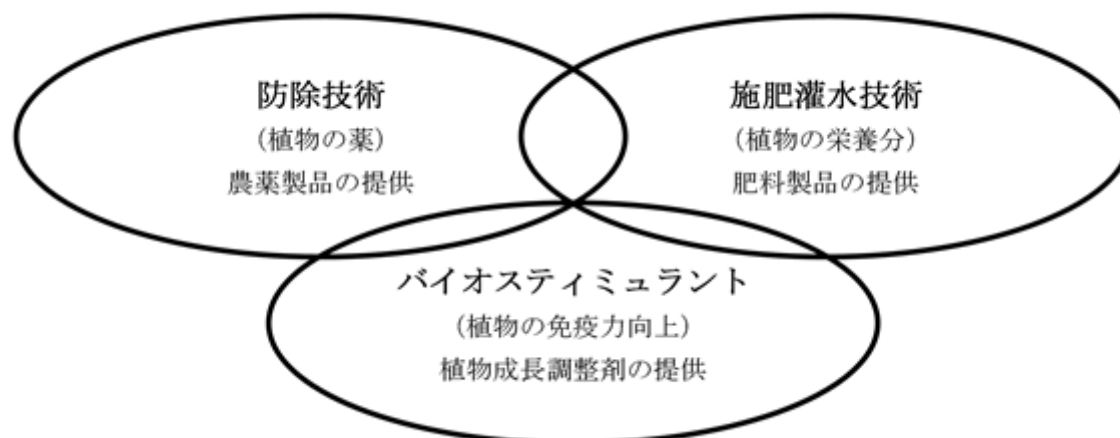 防除技術
（植物の薬）
農薬製品の提供
施肥灌水技術
（植物の栄養分）
肥料製品の提供
バイオスティミュラント
（植物の免疫力向上）
植物成長調整剤の提供